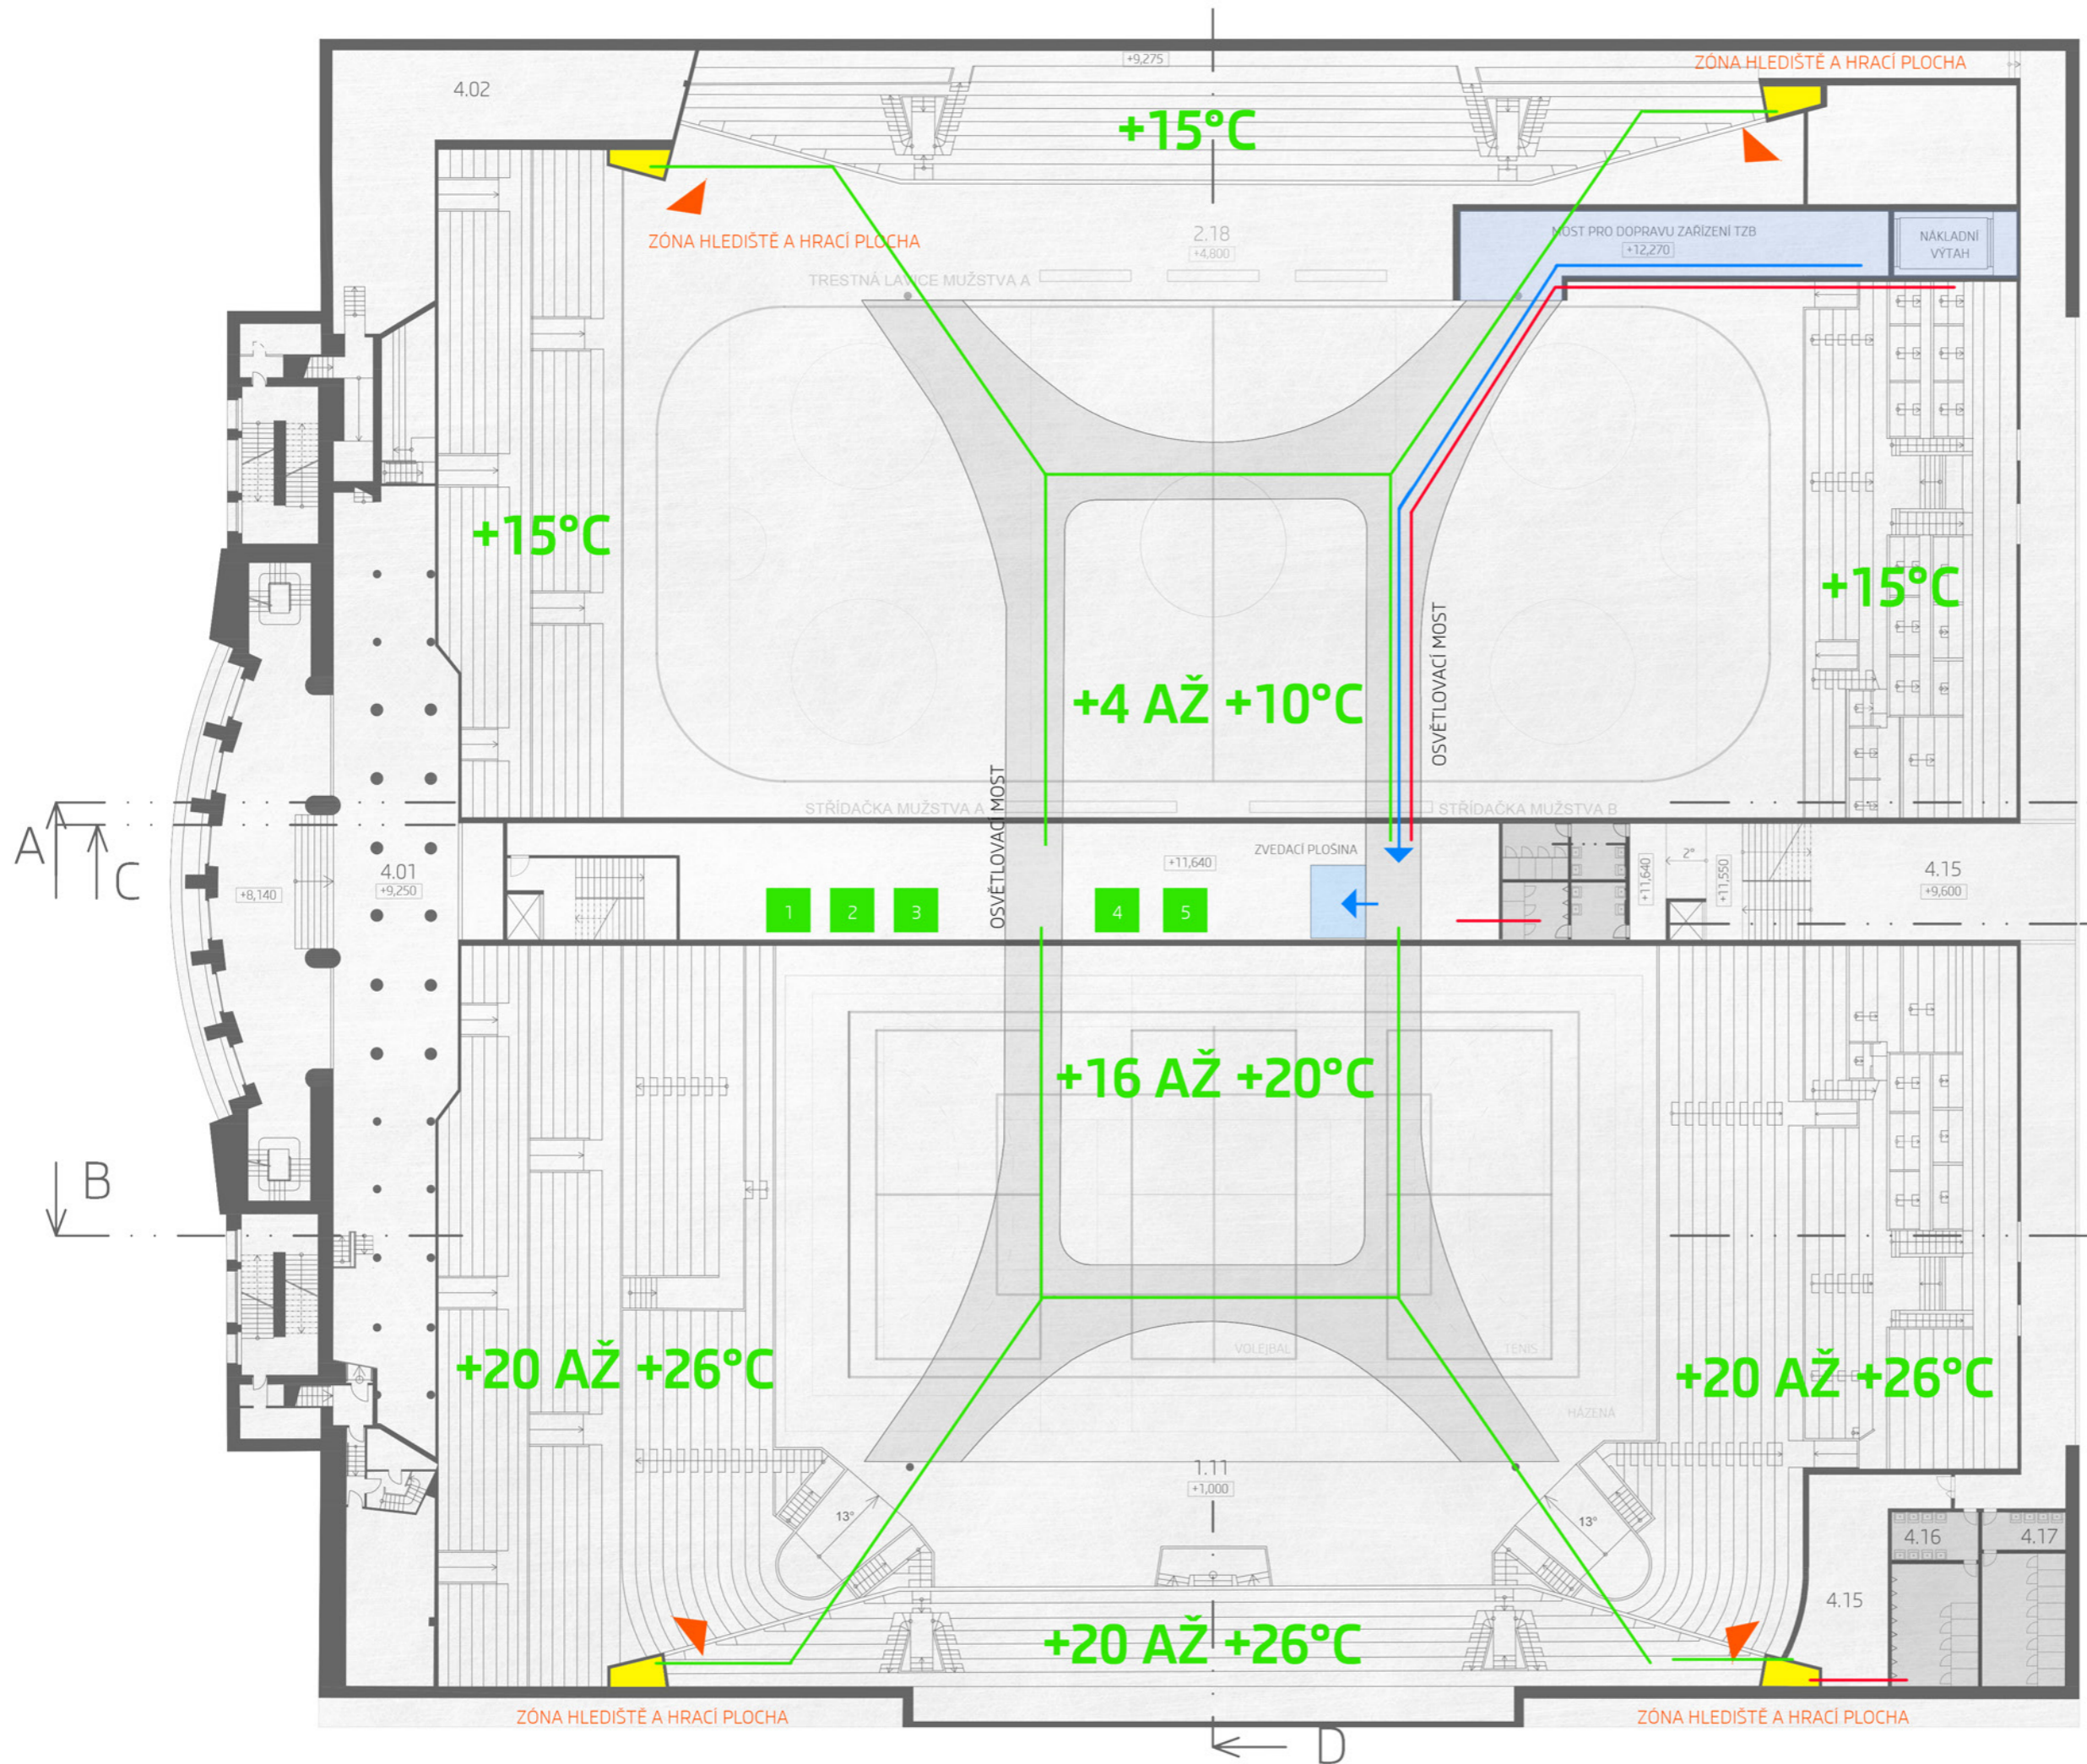 +9,275
ZÓNA HLEDIŠTĚ A HRACÍ PLOCHA
4.02
+15°C
ZÓNA HLEDIŠTĚ A HRACÍ PLOCHA
2.18
+4,800
MOST PRO DOPRAVU ZAŘÍZENÍ TZB
+12,270
NÁKLADNÍ
VÝTAH
TRESTNÁ LAVICE MUŽSTVA A
+15°C
+15°C
OSVĚTLOVACÍ MOST
+4 AŽ +10°C
OSVĚTLOVACÍ MOST
STŘÍDAČKA MUŽSTVA A
STŘÍDAČKA MUŽSTVA B
A
C
4.01
+9,250
+8,140
ZVEDACÍ PLOŠINA
+11,640
+11,640
2°
+11,550
4.15
+9,600
1
2
3
4
5
+16 AŽ +20°C
B
VOLEJBAL
TENIS
+20 AŽ +26°C
+20 AŽ +26°C
HÁZENÁ
1.11
+1,000
13°
13°
4.16
4.17
4.15
+20 AŽ +26°C
ZÓNA HLEDIŠTĚ A HRACÍ PLOCHA
ZÓNA HLEDIŠTĚ A HRACÍ PLOCHA
D